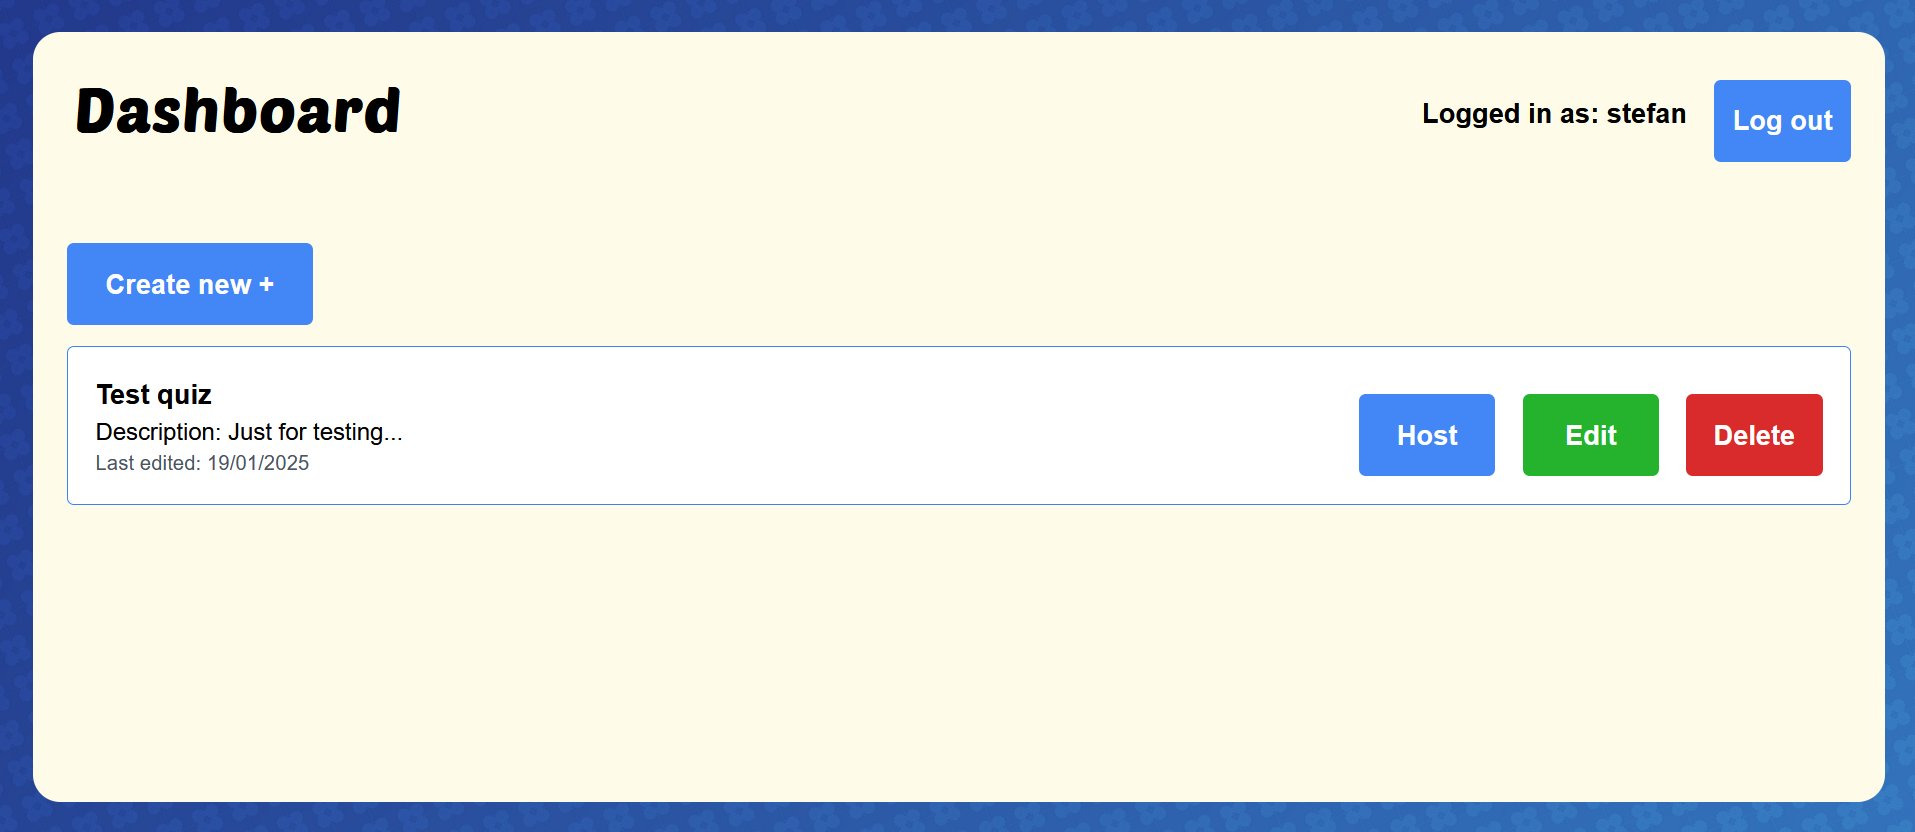 Dashboard
Logged in as: stefan
Log out
Create new +
Test quiz
Description: Just for testing...
Last edited: 19/01/2025
Host
Edit
Delete